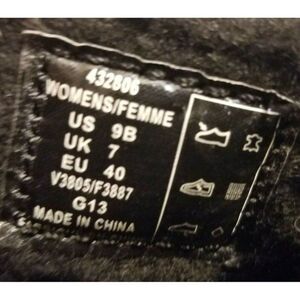 432806
WOMENS/FEMME
US 9B
UK 7
EU 40
V3805/F3887
G13
MADE IN CHINA